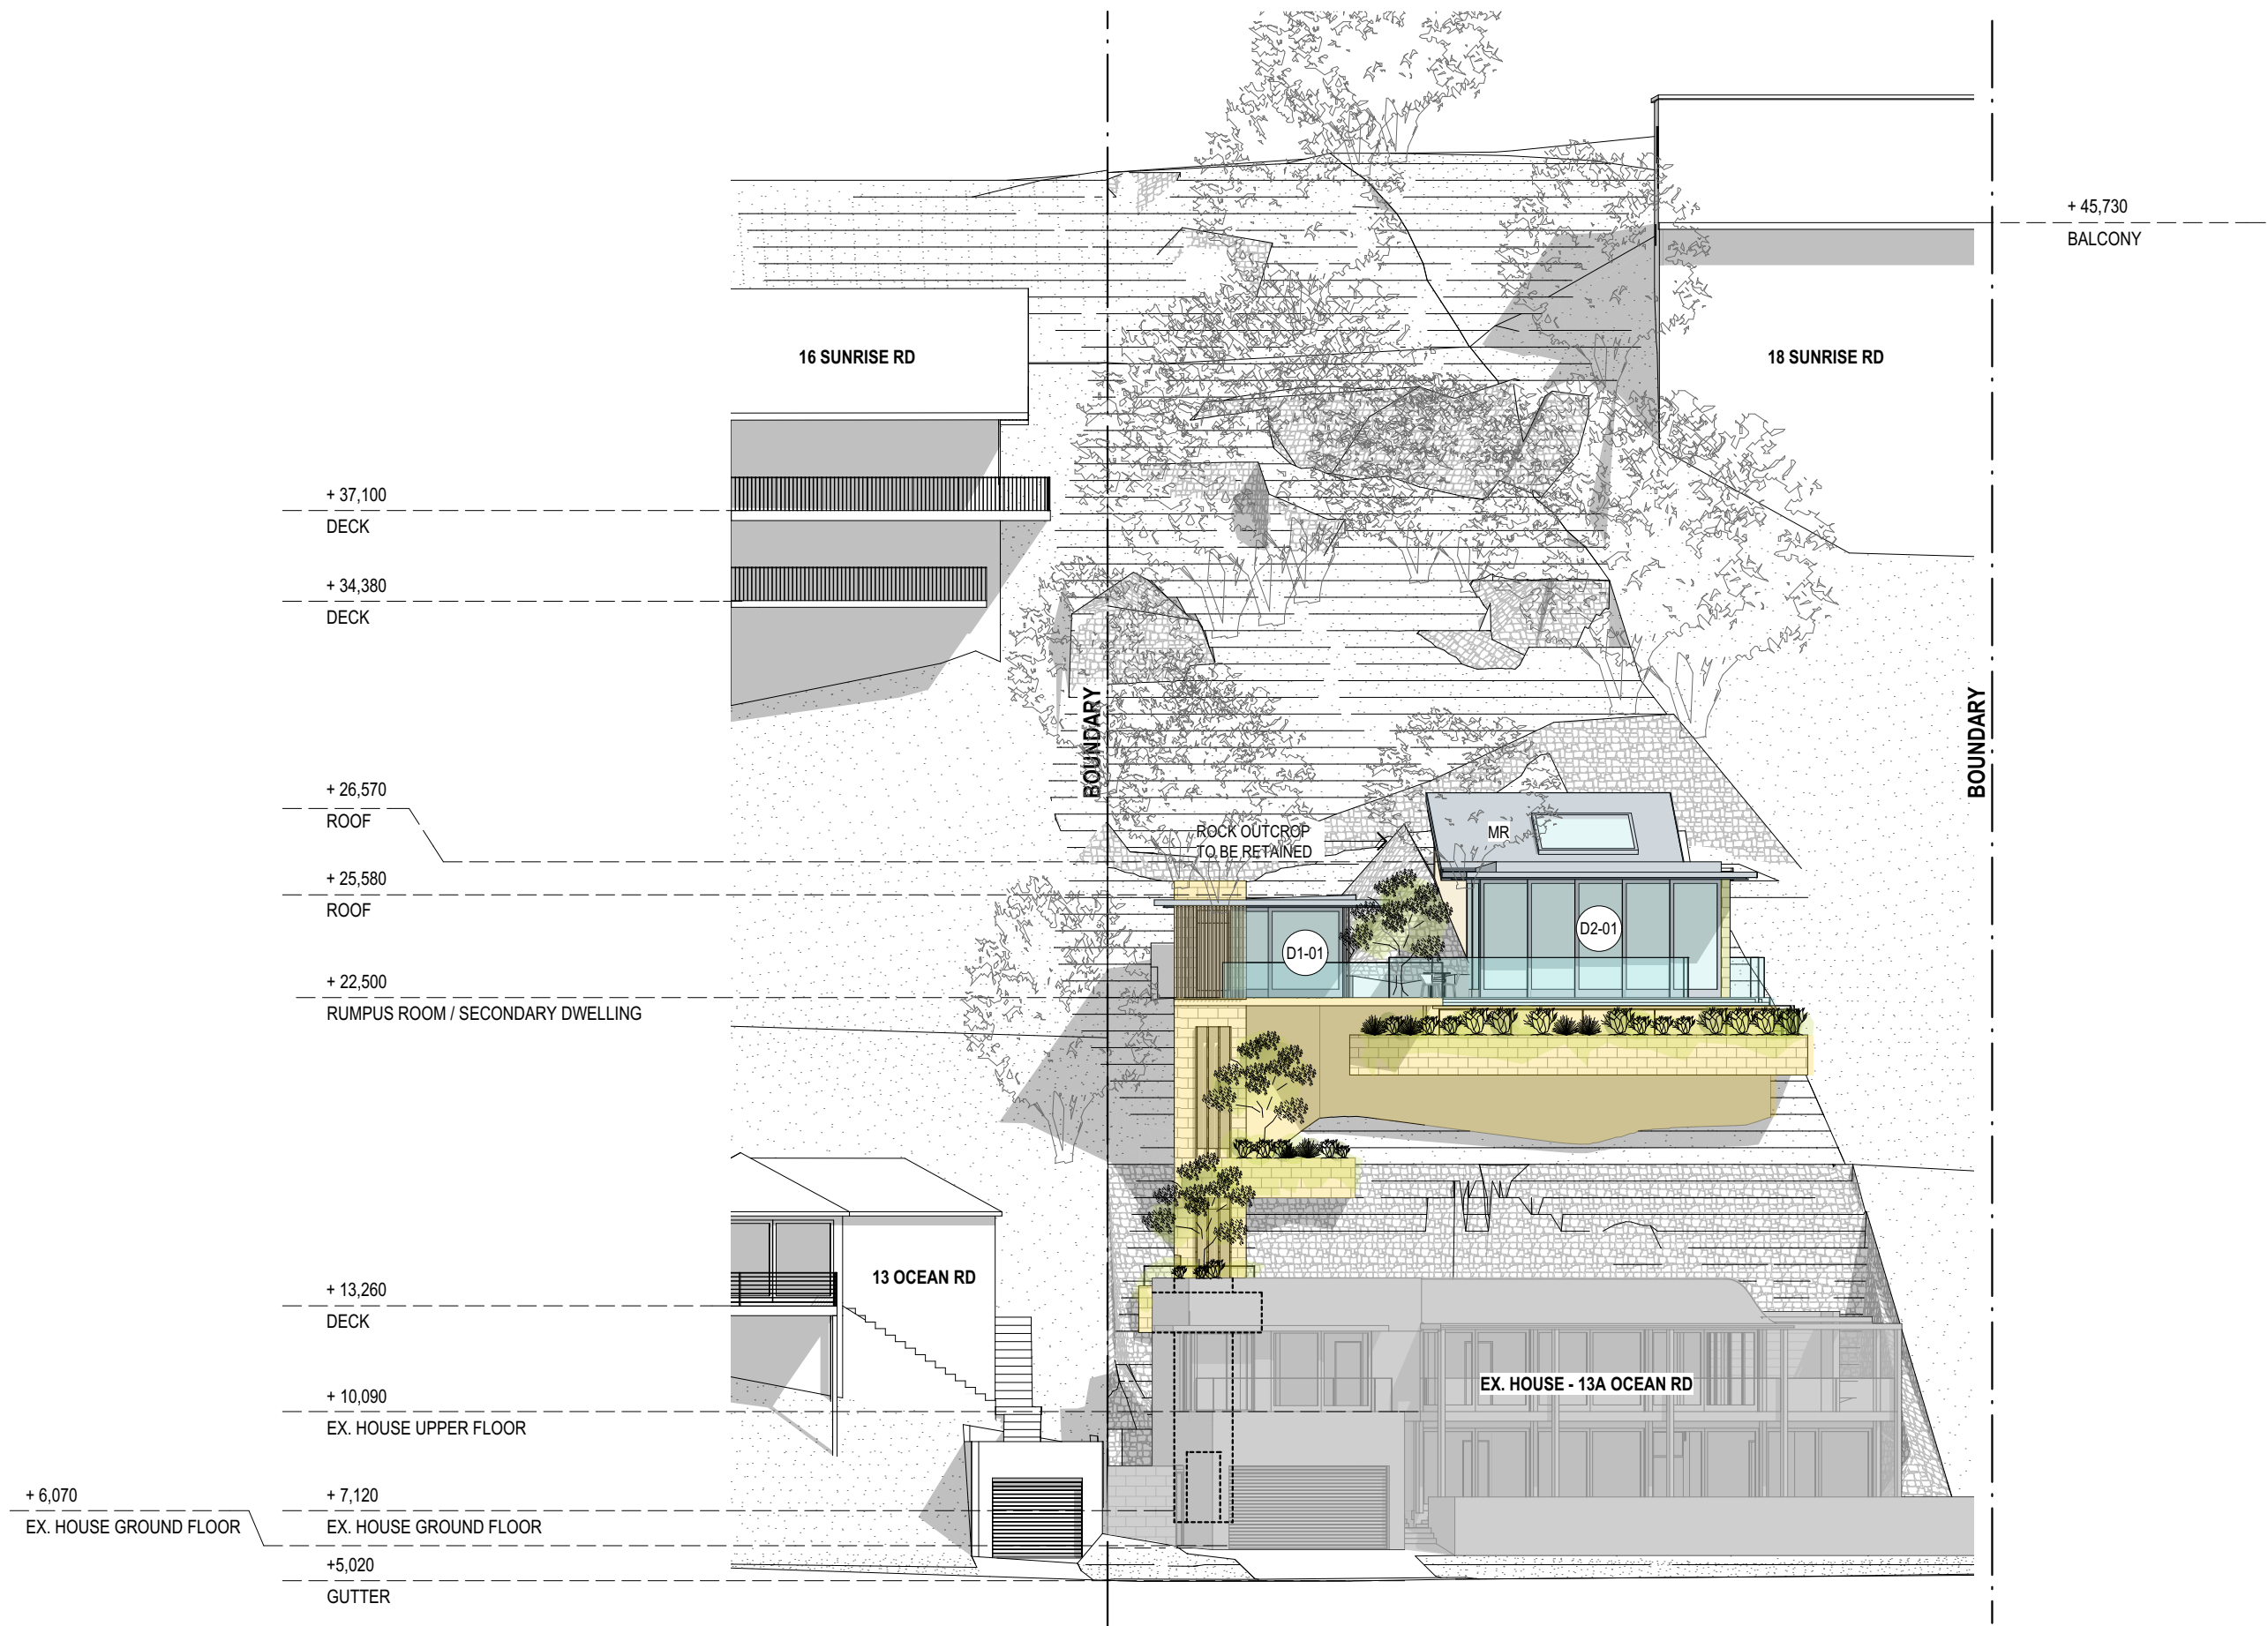 + 45,730
BALCONY
16 SUNRISE RD
18 SUNRISE RD
+ 37,100
DECK
+ 34,380
DECK
BOUNDARY
BOUNDARY
+ 26,570
ROOF
ROCK OUTCROP
TO BE RETAINED
MR
+ 25,580
ROOF
D2-01
D1-01
+ 22,500
RUMPUS ROOM / SECONDARY DWELLING
13 OCEAN RD
+ 13,260
DECK
EX. HOUSE - 13A OCEAN RD
+ 10,090
EX. HOUSE UPPER FLOOR
+ 6,070
EX. HOUSE GROUND FLOOR
+ 7,120
EX. HOUSE GROUND FLOOR
+5,020
GUTTER